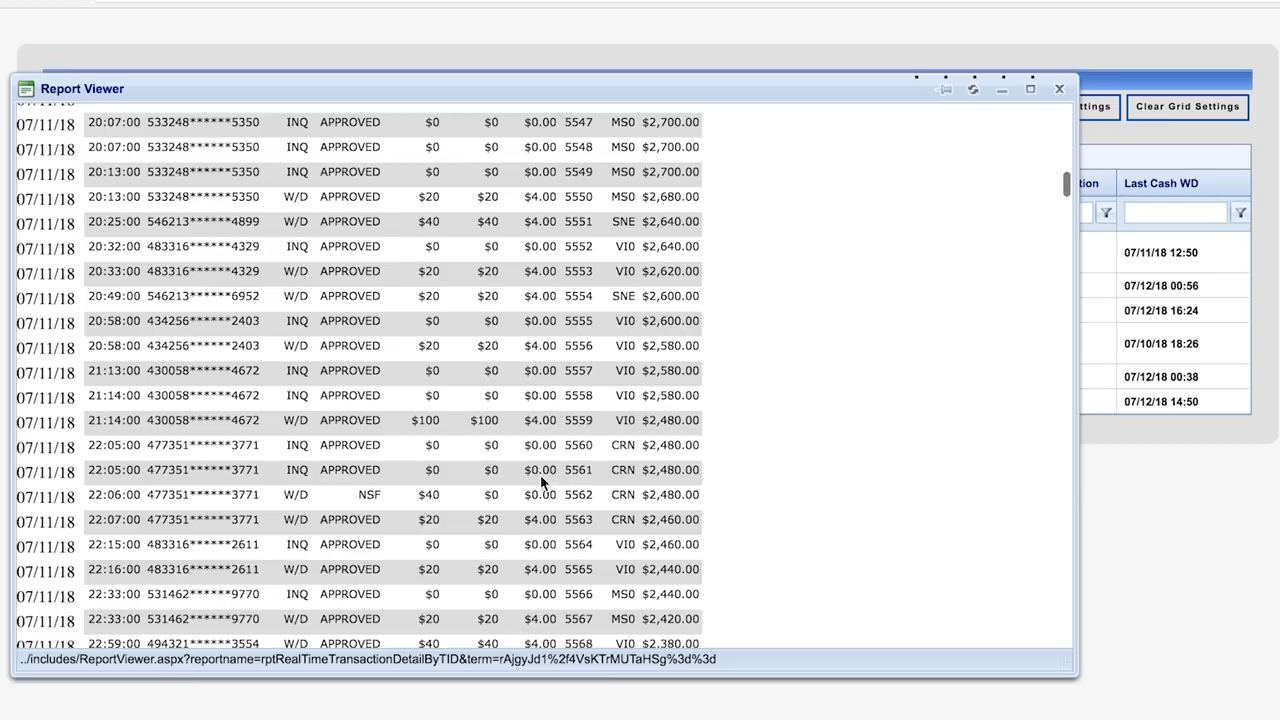 Report Viewer
ttings
Clear Grid Settings
07/11/18 20:07:00 533248******5350 INQ APPROVED $0 $0 $0.00 5547 MS0 $2,700.00
07/11/18 20:07:00 533248******5350 INQ APPROVED $0 $0 $0.00 5548 MS0 $2,700.00
07/11/18 20:13:00 533248******5350 INQ APPROVED $0 $0 $0.00 5549 MS0 $2,700.00
07/11/18 20:13:00 533248******5350 W/D APPROVED $20 $20 $4.00 5550 MS0 $2,680.00
07/11/18 20:25:00 546213******4899 W/D APPROVED $40 $40 $4.00 5551 SNE $2,640.00
07/11/18 20:32:00 483316******4329 INQ APPROVED $0 $0 $0.00 5552 VI0 $2,640.00
07/11/18 20:33:00 483316******4329 W/D APPROVED $20 $20 $4.00 5553 VI0 $2,620.00
07/11/18 20:49:00 546213******6952 W/D APPROVED $20 $20 $4.00 5554 SNE $2,600.00
07/11/18 20:58:00 434256******2403 INQ APPROVED $0 $0 $0.00 5555 VI0 $2,600.00
07/11/18 20:58:00 434256******2403 W/D APPROVED $20 $20 $4.00 5556 VI0 $2,580.00
07/11/18 21:13:00 430058******4672 INQ APPROVED $0 $0 $0.00 5557 VI0 $2,580.00
07/11/18 21:14:00 430058******4672 INQ APPROVED $0 $0 $0.00 5558 VI0 $2,580.00
07/11/18 21:14:00 430058******4672 W/D APPROVED $100 $100 $4.00 5559 VI0 $2,480.00
07/11/18 22:05:00 477351******3771 INQ APPROVED $0 $0 $0.00 5560 CRN $2,480.00
07/11/18 22:05:00 477351******3771 INQ APPROVED $0 $0 $0.00 5561 CRN $2,480.00
07/11/18 22:06:00 477351******3771 W/D NSF $40 $0 $0.00 5562 CRN $2,480.00
07/11/18 22:07:00 477351******3771 W/D APPROVED $20 $20 $4.00 5563 CRN $2,460.00
07/11/18 22:15:00 483316******2611 INQ APPROVED $0 $0 $0.00 5564 VI0 $2,460.00
07/11/18 22:16:00 483316******2611 W/D APPROVED $20 $20 $4.00 5565 VI0 $2,440.00
07/11/18 22:33:00 531462******9770 INQ APPROVED $0 $0 $0.00 5566 MS0 $2,440.00
07/11/18 22:33:00 531462******9770 W/D APPROVED $20 $20 $4.00 5567 MS0 $2,420.00
07/11/18 22:59:00 494321******3554 W/D APPROVED $40 $40 $4.00 5568 VI0 $2,380.00
../includes/ReportViewer.aspx?reportname=rptRealTimeTransactionDetailByTID&term=rAjgyJd1%2f4VsKTrMUTaHSg%3d%3d
tion
Last Cash WD
07/11/18 12:50
07/12/18 00:56
07/12/18 16:24
07/10/18 18:26
07/12/18 00:38
07/12/18 14:50